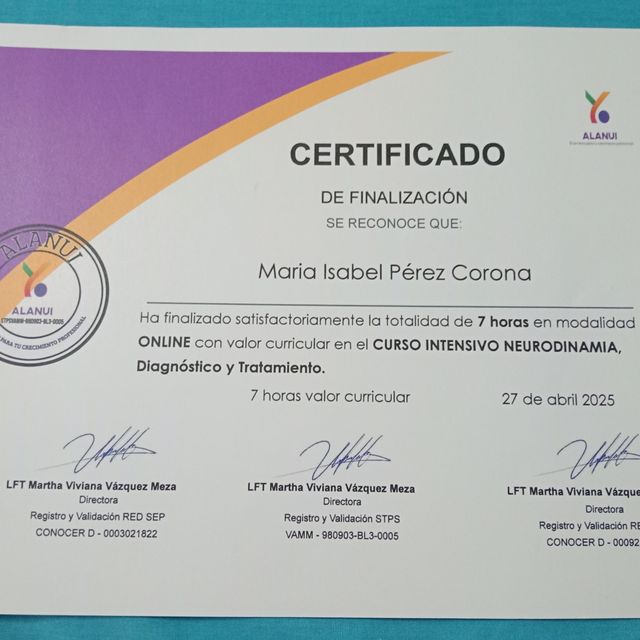 ALANUI
CERTIFICADO
DE FINALIZACIÓN
SE RECONOCE QUE:
ALANUI
ALANUI
STPSVAMM-980903-BL3-0005
PARA TU CRECIMIENTO PROFESIONAL
Maria Isabel Pérez Corona
Ha finalizado satisfactoriamente la totalidad de 7 horas en modalidad
ONLINE con valor curricular en el CURSO INTENSIVO NEURODINAMIA,
Diagnóstico y Tratamiento.
7 horas valor curricular
27 de abril 2025
LFT Martha Viviana Vázquez Meza
Directora
Registro y Validación RED SEP
CONOCER D - 0003021822
LFT Martha Viviana Vázquez Meza
Directora
Registro y Validación STPS
VAMM - 980903-BL3-0005
LFT Martha Viviana Vázque
Directora
Registro y Validación RE
CONOCER D - 00092